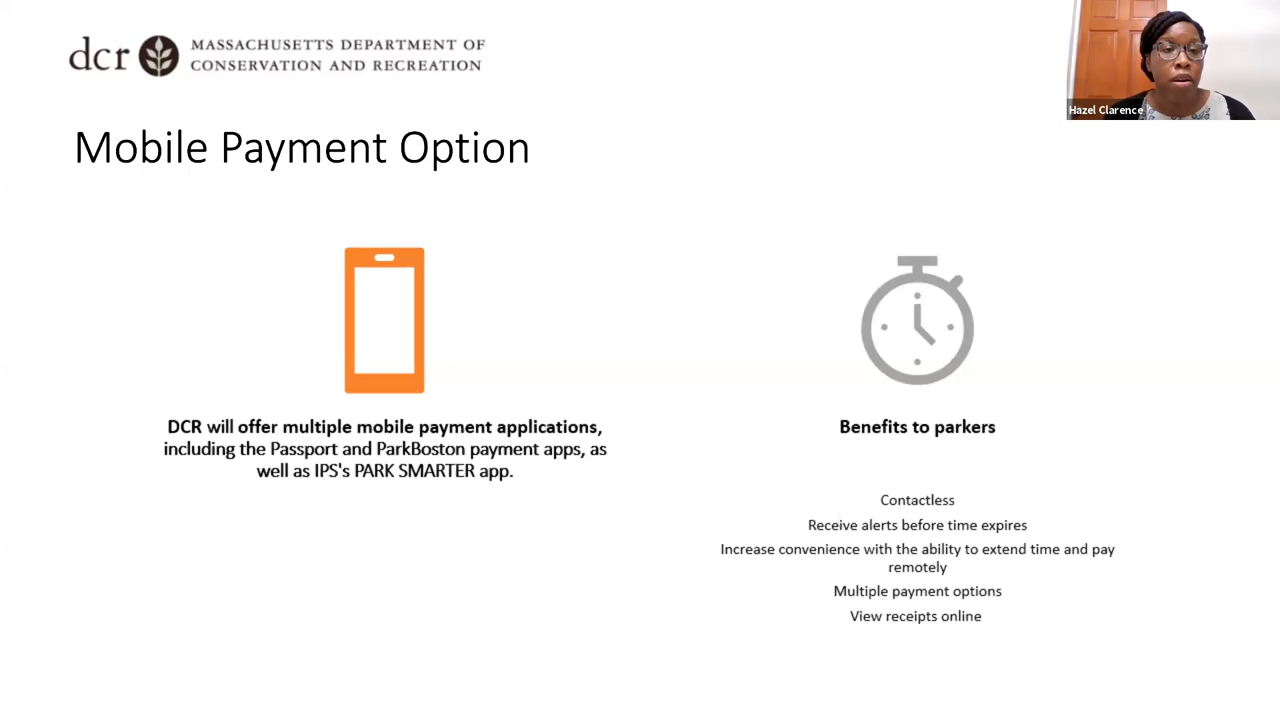 dcr MASSACHUSETTS DEPARTMENT OF
CONSERVATION AND RECREATION
Hazel Clarence
Mobile Payment Option
DCR will offer multiple mobile payment applications,
including the Passport and ParkBoston payment apps, as
well as IPS's PARK SMARTER app.
Benefits to parkers
Contactless
Receive alerts before time expires
Increase convenience with the ability to extend time and pay
remotely
Multiple payment options
View receipts online